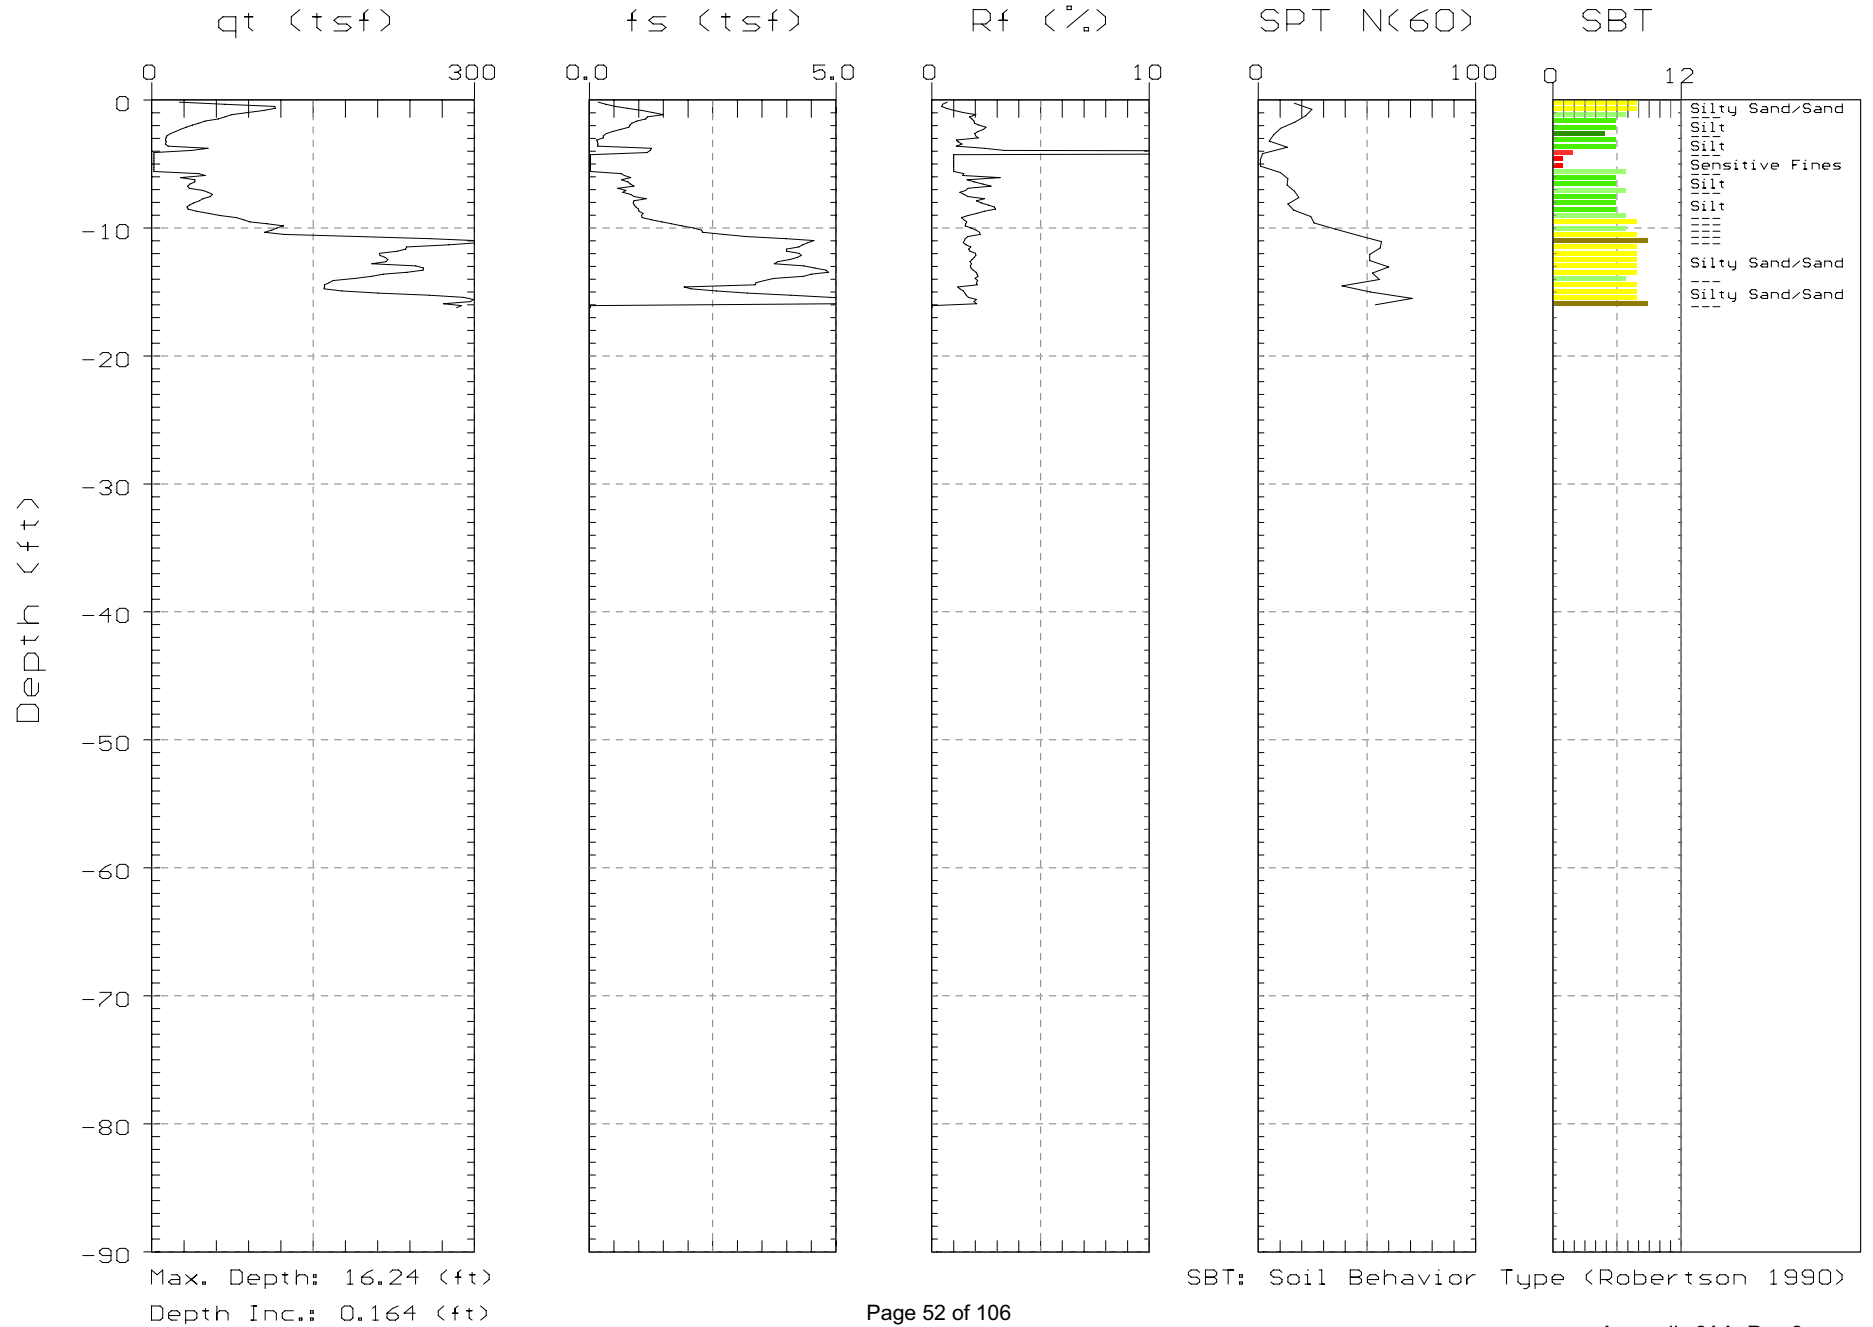 qt (tsf) fs (tsf) Rf (%) SPT N(60) SBT
0 300 0.0 5.0 0 10 0 100 0 12
0
-10
-20
-30
-40
-50
-60
-70
-80
-90
Depth (ft)
Silty Sand/Sand
---
Silt
---
Silt
---
Sensitive Fines
---
Silt
---
Silt
---
---
---
---
Silty Sand/Sand
---
Silty Sand/Sand
---
Max. Depth: 16.24 (ft)
Depth Inc.: 0.164 (ft)
SBT: Soil Behavior Type (Robertson 1990)
Page 52 of 106